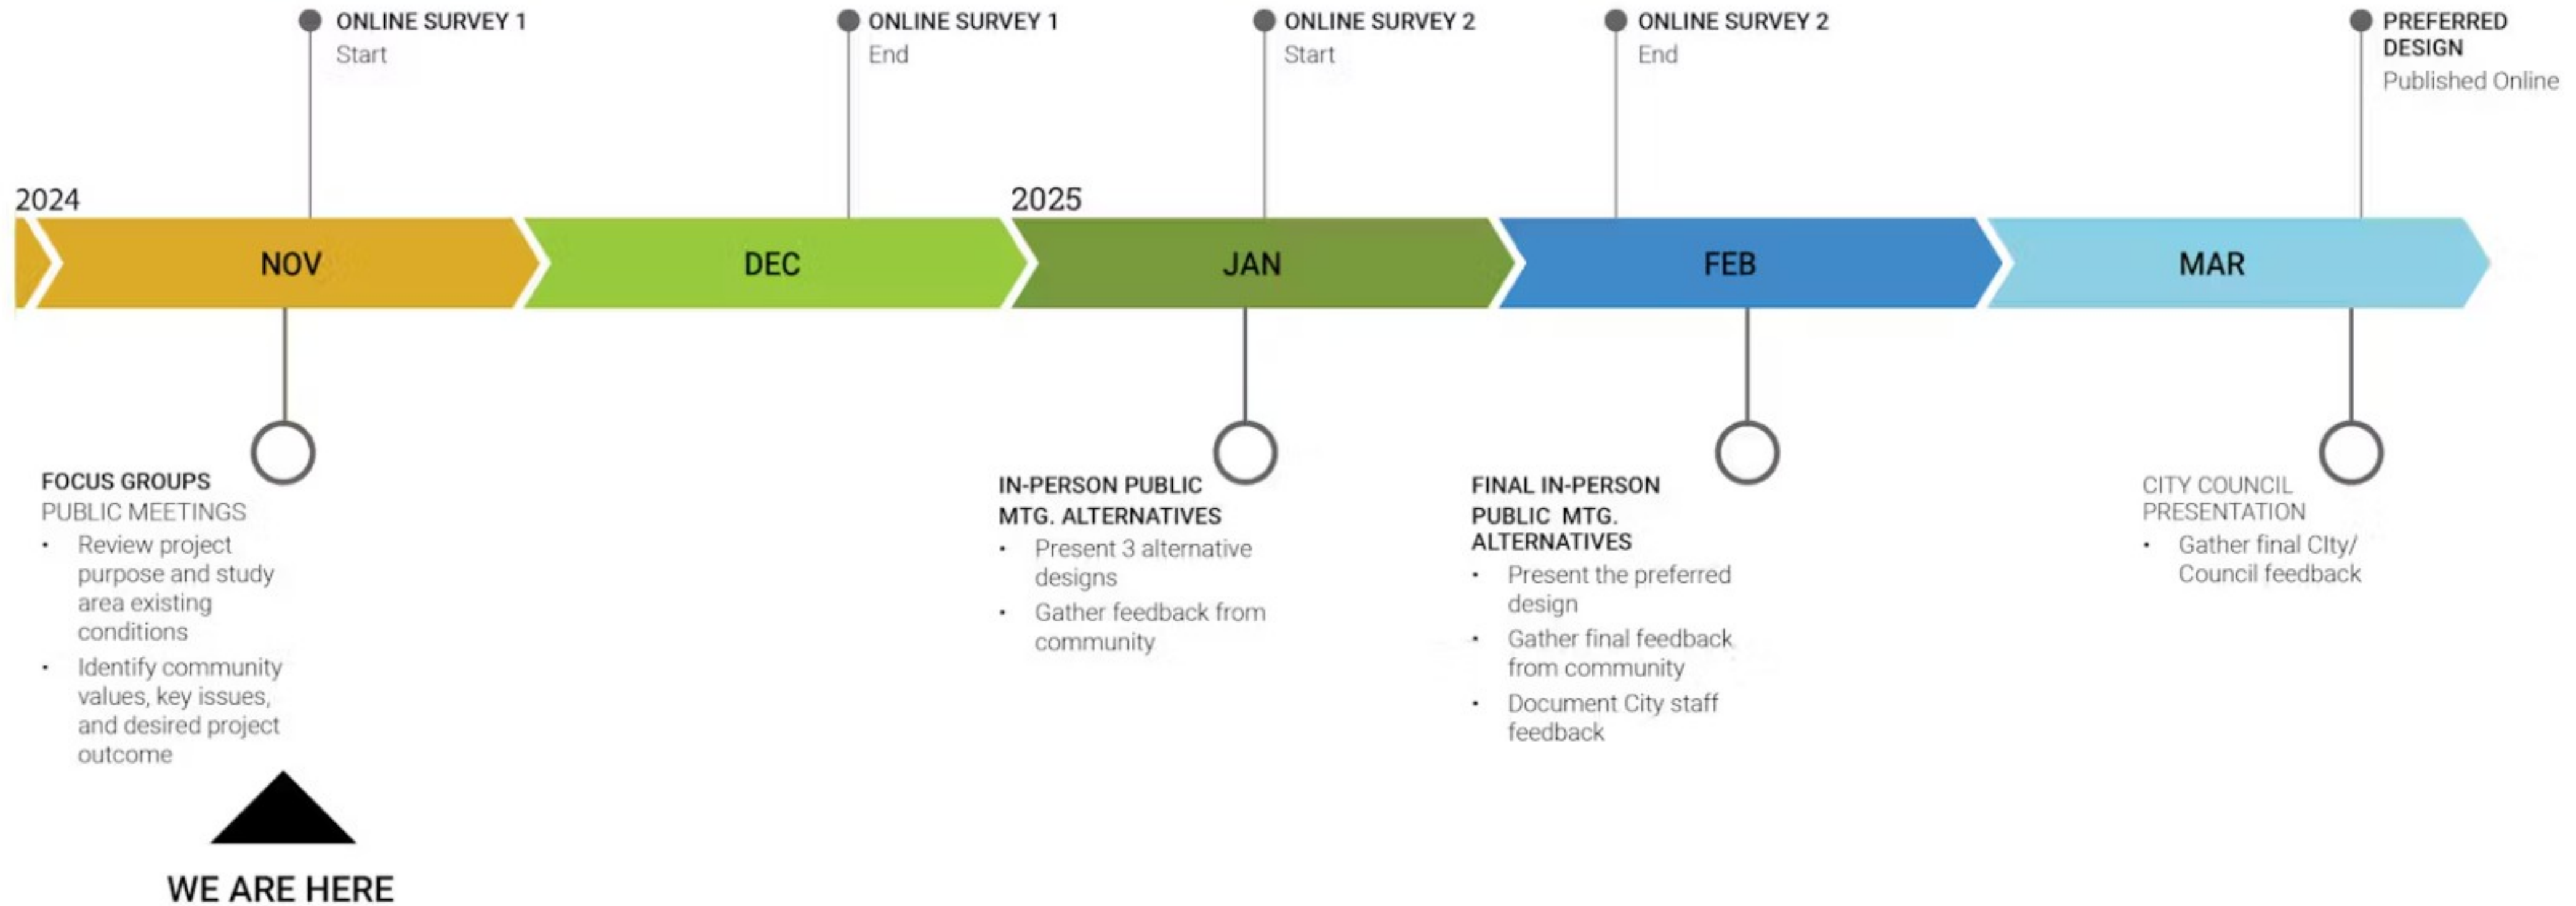 ONLINE SURVEY 1
Start
ONLINE SURVEY 1
End
ONLINE SURVEY 2
Start
ONLINE SURVEY 2
End
PREFERRED
DESIGN
Published Online
2024
2025
NOV
DEC
JAN
FEB
MAR
FOCUS GROUPS
PUBLIC MEETINGS
• Review project
purpose and study
area existing
conditions
• Identify community
values, key issues,
and desired project
outcome
IN-PERSON PUBLIC
MTG. ALTERNATIVES
• Present 3 alternative
designs
• Gather feedback from
community
FINAL IN-PERSON
PUBLIC MTG.
ALTERNATIVES
• Present the preferred
design
• Gather final feedback
from community
• Document City staff
feedback
CITY COUNCIL
PRESENTATION
• Gather final CIty/
Council feedback
WE ARE HERE